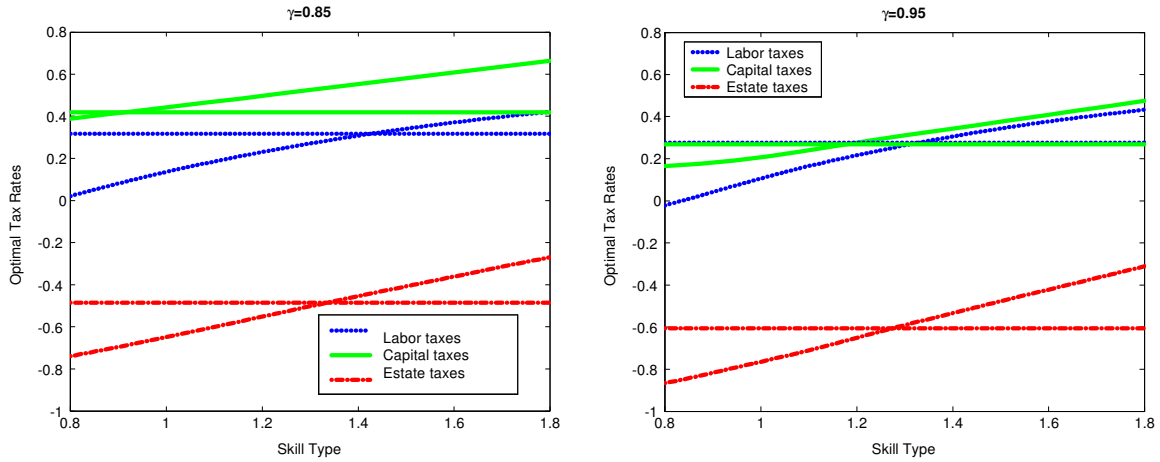 γ=0.85
0.8
0.6
0.4
0.2
0
-0.2
-0.4
-0.6
-0.8
-1
Optimal Tax Rates
Labor taxes
Capital taxes
Estate taxes
0.8 1 1.2 1.4 1.6 1.8
Skill Type
γ=0.95
0.8
0.6
0.4
0.2
0
-0.2
-0.4
-0.6
-0.8
-1
Optimal Tax Rates
Labor taxes
Capital taxes
Estate taxes
0.8 1 1.2 1.4 1.6 1.8
Skill Type